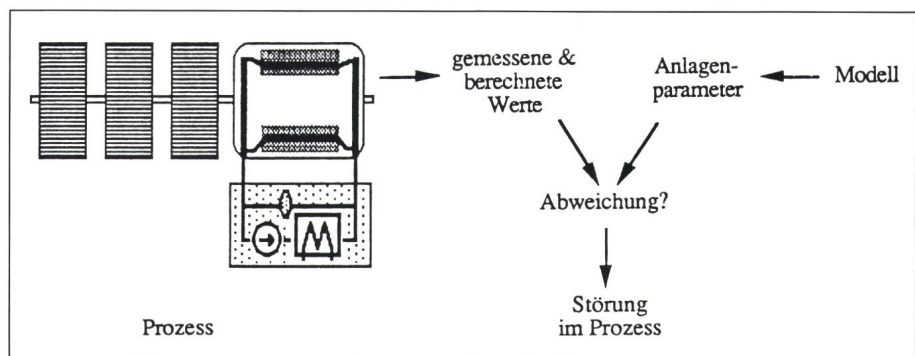 gemessene &
berechnete
Werte
Anlagen-
parameter
Modell
Abweichung?
Störung
im Prozess
Prozess